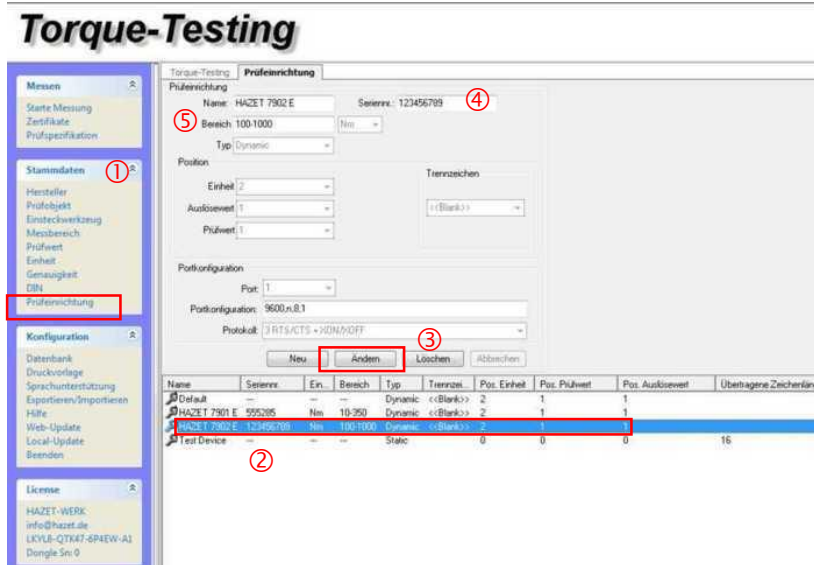 Torque-Testing
Messen
Starte Messung
Zertifikate
Prüfspezifikation
Stammdaten ①
Hersteller
Prüfobjekt
Einsteckwerkzeug
Messbereich
Prüfwert
Einheit
Genauigkeit
DIN
Prüfeinrichtung
Konfiguration
Datenbank
Druckvorlage
Sprachunterstützung
Exportieren/Importieren
Hilfe
Web-Update
Local-Update
Beenden
License
HAZET-WERK
info@hazet.de
LKYLB-QTK47-6P4EW-A1
Dongle Sn: 0
Torque-Testing Prüfeinrichtung
Prüfeinrichtung
Name: HAZET 7902 E Seriennr.: 123456789 ④
⑤ Bereich 100-1000 Nm
Typ Dynamic
Position
Einheit 2
Auslösewert 1
Prüfwert 1
Trennzeichen
<<Blank>>
Portkonfiguration
Port: 1
Portkonfiguration: 9600,n,8,1
Protokoll: 3 RTS/CTS + XON/XOFF
③
Neu Ändern Löschen Abbrechen
Name Seriennr. Ein... Bereich Typ Trennzei... Pos. Einheit Pos. Prüfwert Pos. Auslösewert Übertragene Zeichenlän
Default -- -- -- Dynamic <<Blank>> 2 1 1
HAZET 7901 E 555285 Nm 10-350 Dynamic <<Blank>> 2 1 1
HAZET 7902 E 123456789 Nm 100-1000 Dynamic <<Blank>> 2 1 1
Test Device -- -- -- Static 0 0 0 16
②